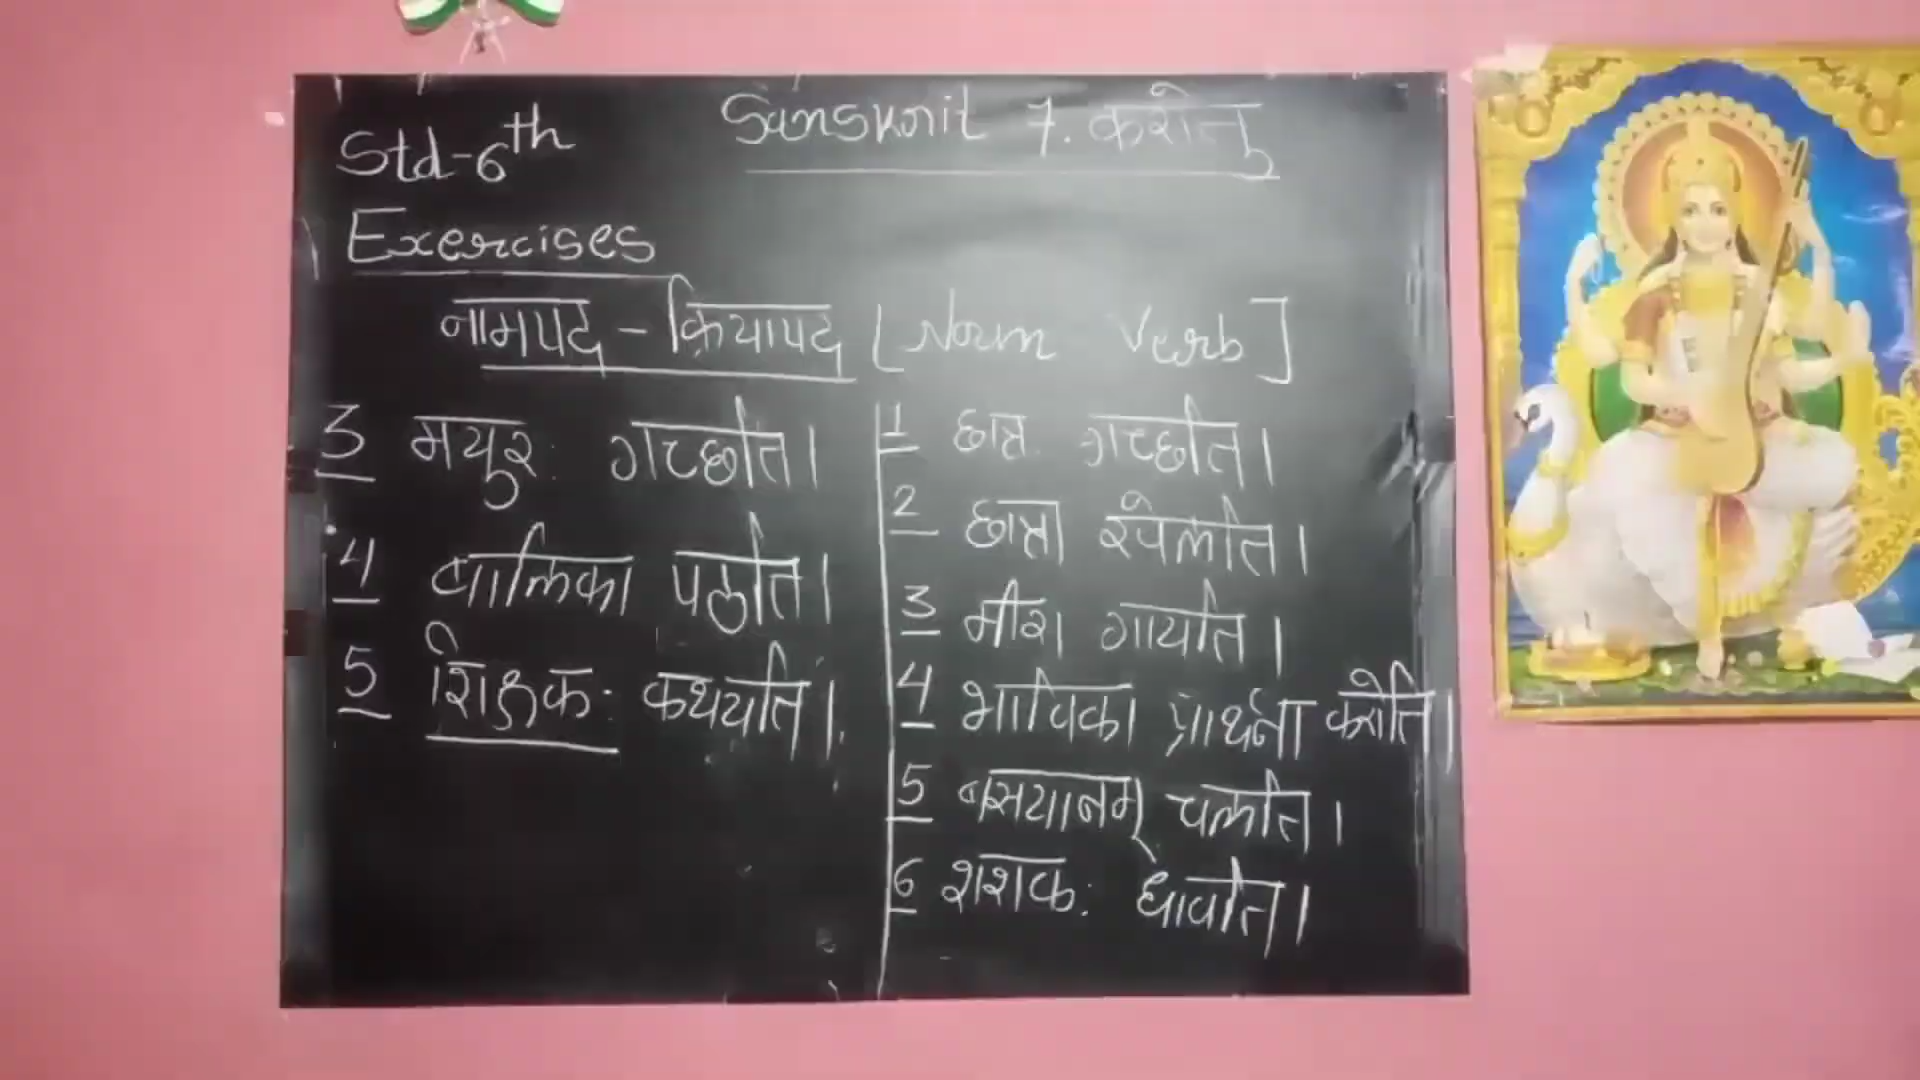 Std-6th
Sanskrit 7. करोतु
Exercises
नामपद - क्रियापद [Noun Verb]
3 मयुरः गच्छति।
4 बालिका पठति।
5 शिक्षकः कथयति।
1 छात्रः गच्छति।
2 छात्रा खेलति।
3 मीरा गायति।
4 भाविका प्रार्थना करोति।
5 बसयानम् चलति।
6 शशकः धावति।